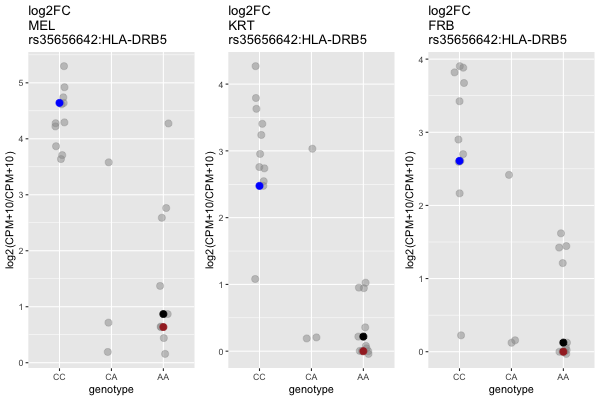 log2FC
MEL
rs35656642:HLA-DRB5
log2(CPM+10/CPM+10)
5
4
3
2
1
0
CC
CA
AA
genotype
log2FC
KRT
rs35656642:HLA-DRB5
log2(CPM+10/CPM+10)
4
3
2
1
0
CC
CA
AA
genotype
log2FC
FRB
rs35656642:HLA-DRB5
log2(CPM+10/CPM+10)
4
3
2
1
0
CC
CA
AA
genotype